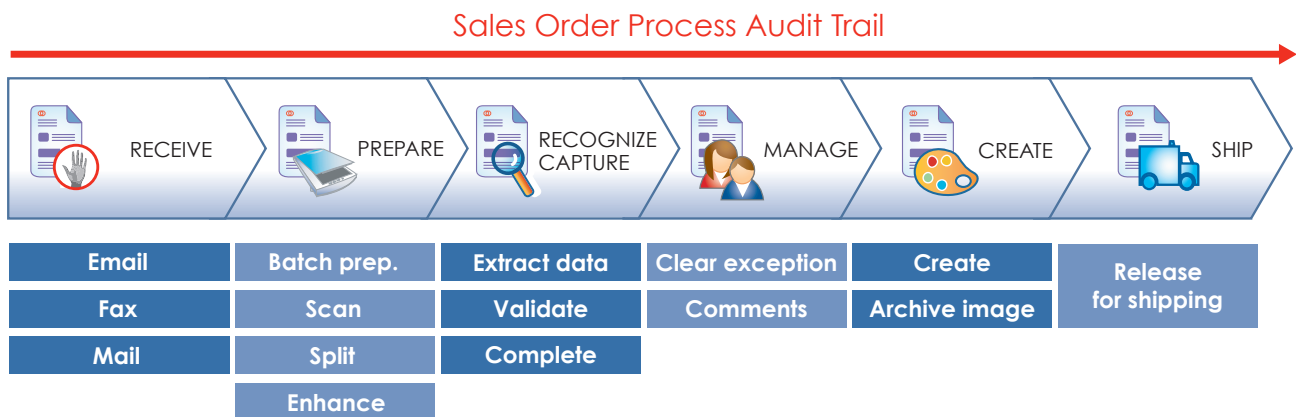 Sales Order Process Audit Trail
RECEIVE
PREPARE
RECOGNIZE
CAPTURE
MANAGE
CREATE
SHIP
Email
Fax
Mail
Batch prep.
Scan
Split
Enhance
Extract data
Validate
Complete
Clear exception
Comments
Create
Archive image
Release
for shipping